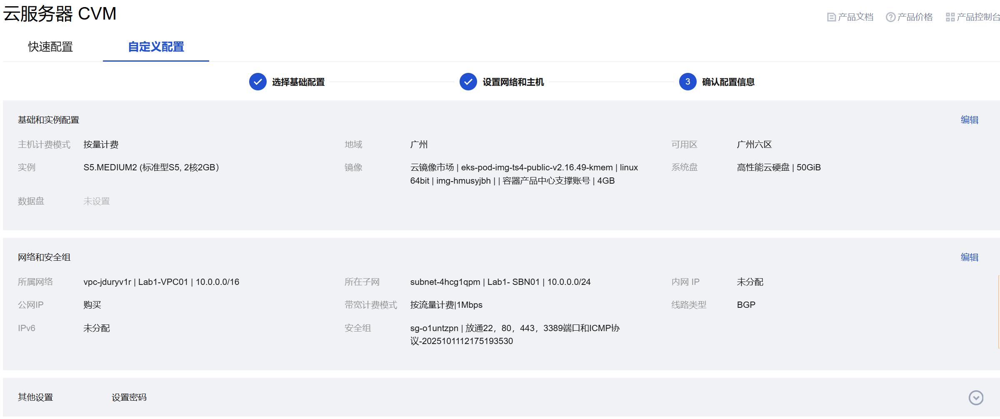 云服务器 CVM
产品文档 产品价格 产品控制台
快速配置 自定义配置
选择基础配置 设置网络和主机 3 确认配置信息
基础和实例配置 编辑
主机计费模式 按量计费 地域 广州 可用区 广州六区
实例 S5.MEDIUM2 (标准型S5, 2核2GB） 镜像 云镜像市场 | eks-pod-img-ts4-public-v2.16.49-kmem | linux 系统盘 高性能云硬盘 | 50GiB
64bit | img-hmusyjbh | | 容器产品中心支撑账号 | 4GB
数据盘 未设置
网络和安全组 编辑
所属网络 vpc-jduryv1r | Lab1-VPC01 | 10.0.0.0/16 所在子网 subnet-4hcg1qpm | Lab1- SBN01 | 10.0.0.0/24 内网 IP 未分配
公网IP 购买 带宽计费模式 按流量计费|1Mbps 线路类型 BGP
IPv6 未分配 安全组 sg-o1untzpn | 放通22，80，443，3389端口和ICMP协
议-2025101112175193530
其他设置 设置密码